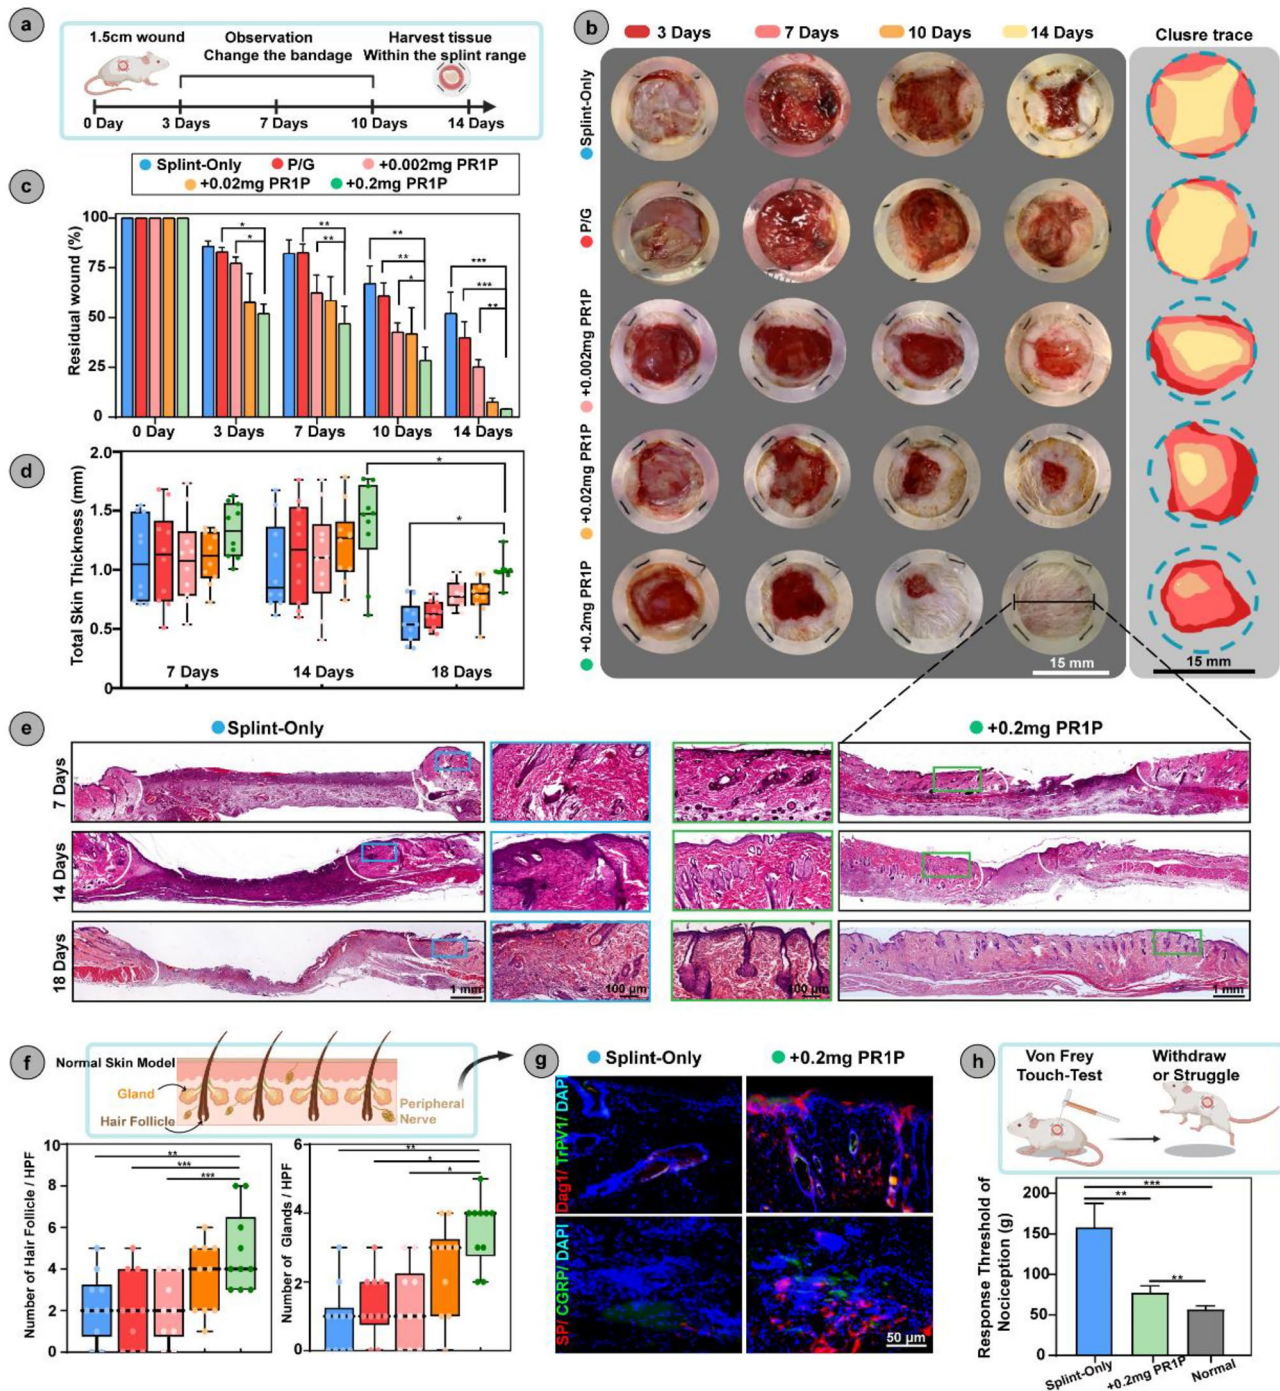 a
1.5cm wound
Observation
Change the bandage
Harvest tissue
Within the splint range
0 Day
3 Days
7 Days
10 Days
14 Days
b
3 Days
7 Days
10 Days
14 Days
Clusre trace
Splint-Only
P/G
+0.002mg PR1P
+0.02mg PR1P
+0.2mg PR1P
15 mm
15 mm
c
Splint-Only
P/G
+0.002mg PR1P
+0.02mg PR1P
+0.2mg PR1P
Residual wound (%)
100
75
50
25
0
*
*
**
**
**
**
*
***
***
**
0 Day
3 Days
7 Days
10 Days
14 Days
d
Total Skin Thickness (mm)
2.0
1.5
1.0
0.5
0
*
*
7 Days
14 Days
18 Days
e
Splint-Only
+0.2mg PR1P
7 Days
14 Days
18 Days
1 mm
100 μm
100 μm
1 mm
f
Normal Skin Model
Gland
Hair Follicle
Peripheral
Nerve
Number of Hair Follicle / HPF
10
8
6
4
2
0
**
***
***
Number of Glands / HPF
6
4
2
0
**
*
*
g
Splint-Only
+0.2mg PR1P
Dag1/ TrPV1/ DAPI
SP/ CGRP/ DAPI
50 μm
h
Von Frey
Touch-Test
Withdraw
or Struggle
Response Threshold of
Nociception (g)
200
150
100
50
0
***
**
**
Splint-Only
+0.2mg PR1P
Normal